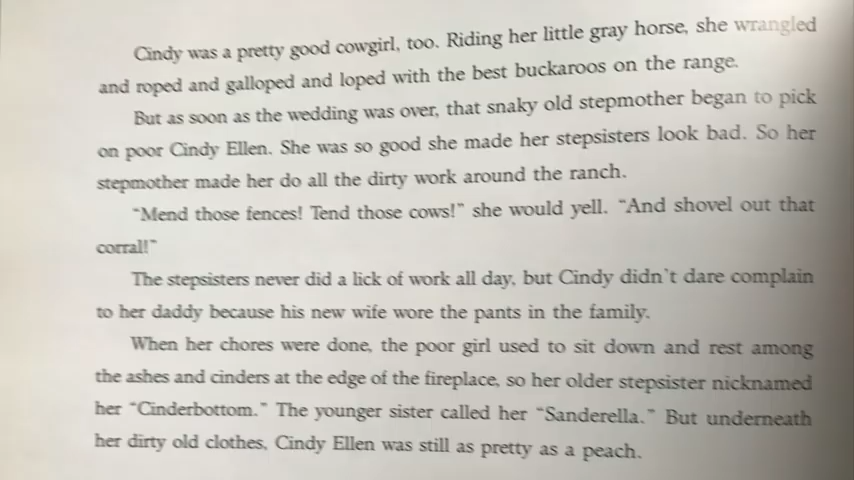 Cindy was a pretty good cowgirl, too. Riding her little gray horse, she wrangled
and roped and galloped and loped with the best buckaroos on the range.
But as soon as the wedding was over, that snaky old stepmother began to pick
on poor Cindy Ellen. She was so good she made her stepsisters look bad. So her
stepmother made her do all the dirty work around the ranch.
“Mend those fences! Tend those cows!” she would yell. “And shovel out that
corral!”
The stepsisters never did a lick of work all day, but Cindy didn't dare complain
to her daddy because his new wife wore the pants in the family.
When her chores were done, the poor girl used to sit down and rest among
the ashes and cinders at the edge of the fireplace, so her older stepsister nicknamed
her “Cinderbottom.” The younger sister called her “Sanderella.” But underneath
her dirty old clothes, Cindy Ellen was still as pretty as a peach.